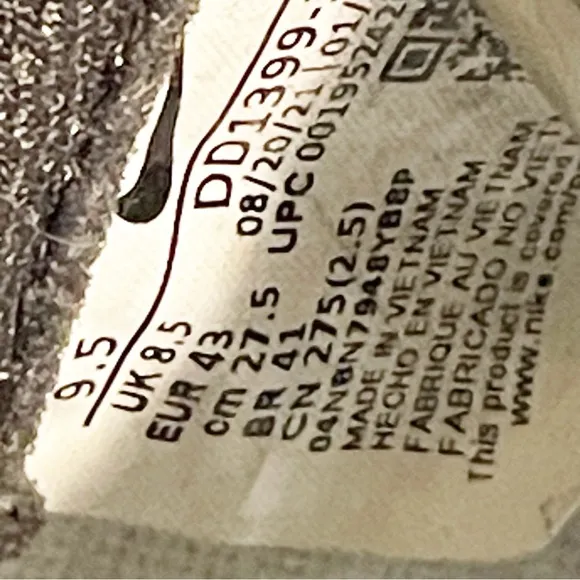 9.5
UK 8.5
EUR 43
cm 27.5
BR 41
CN 275(2.5)
DD1399-
08/20/21 | 01/
UPC 00195242
MADE IN VIETNAM
HECHO EN VIETNAM
FABRIQUE AU VIETNAM
FABRICADO NO VIET
This product is covered
www.nike.com/